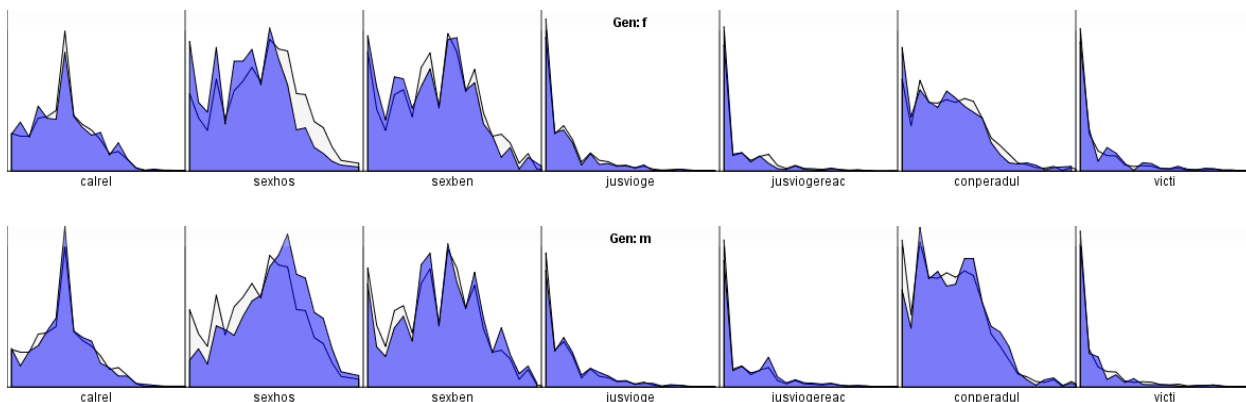 Gen: f
calrel sexhos sexben jusvioge jusviogereac conperadul victi
Gen: m
calrel sexhos sexben jusvioge jusviogereac conperadul victi